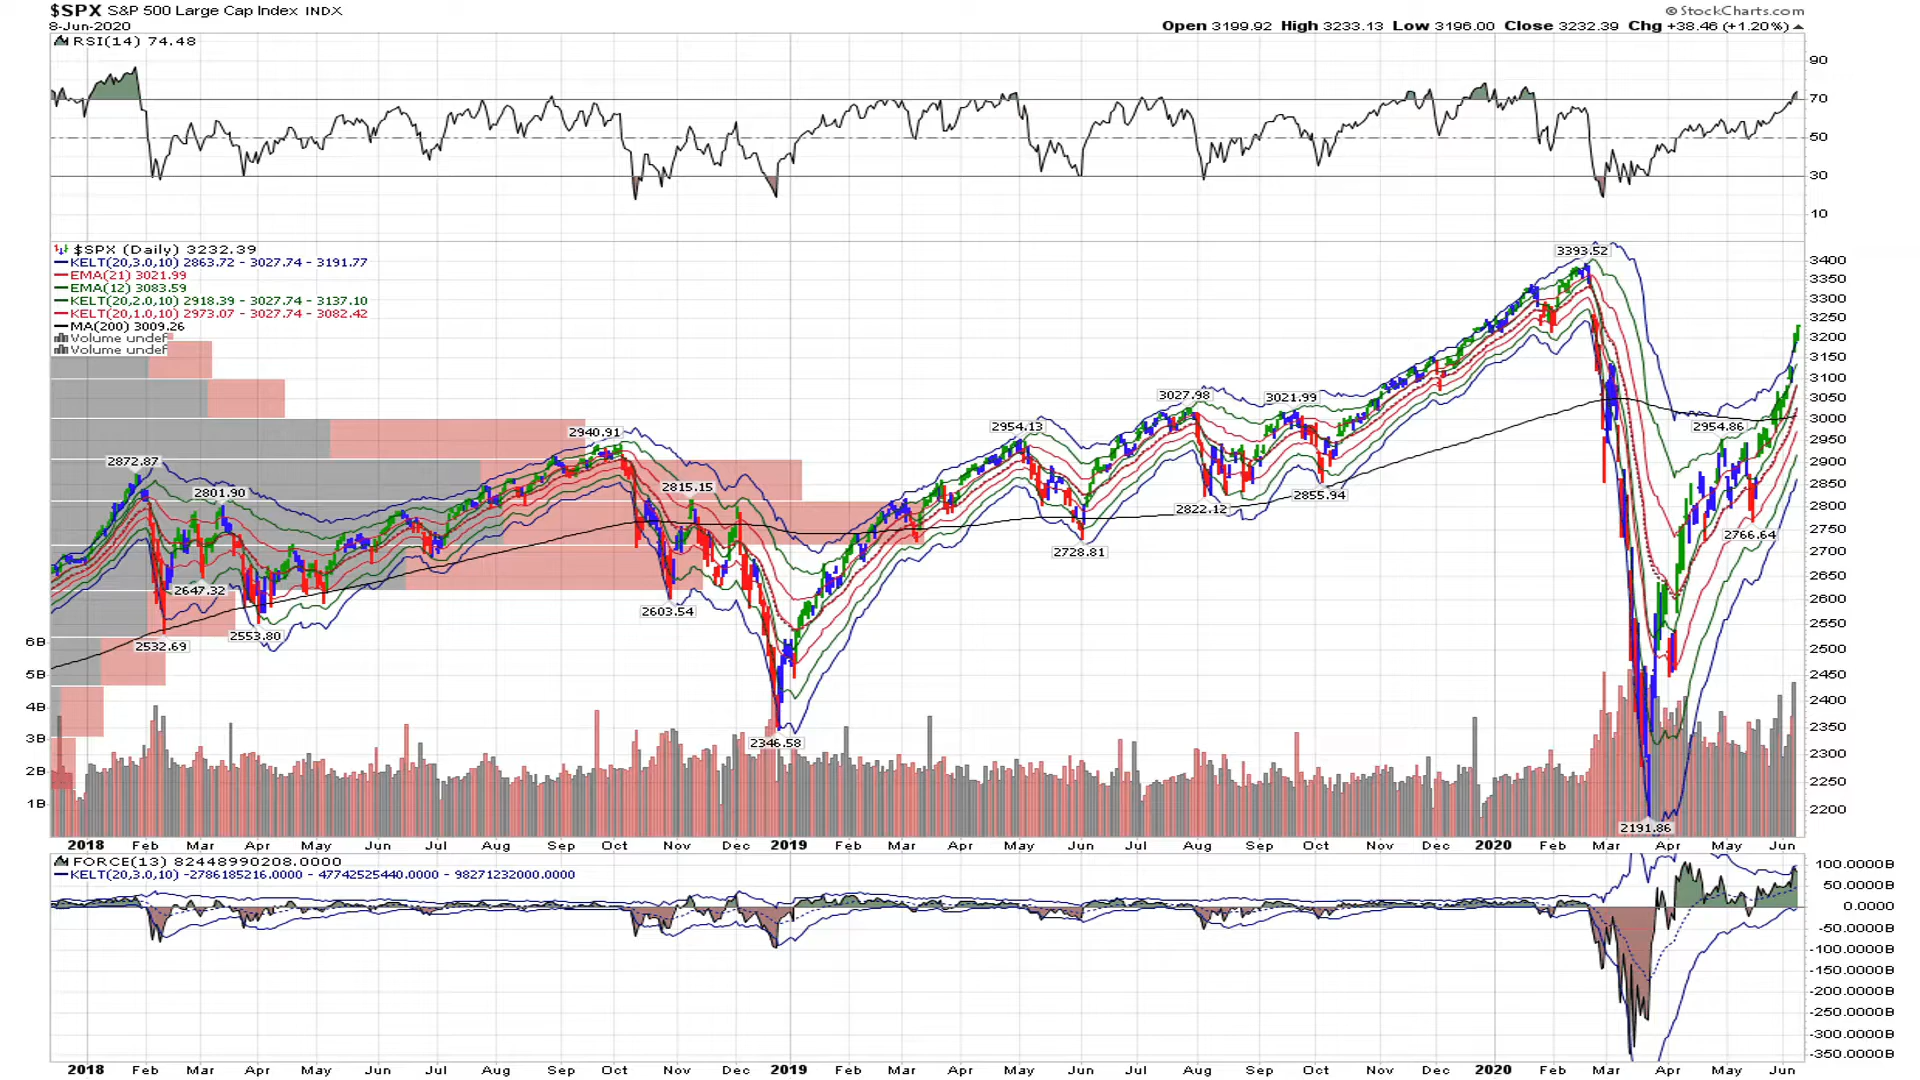 $SPX S&P 500 Large Cap Index INDX
© StockCharts.com
8-Jun-2020
Open 3199.92 High 3233.13 Low 3196.00 Close 3232.39 Chg +38.46 (+1.20%)
RSI(14) 74.48
90
70
50
30
10
$SPX (Daily) 3232.39
KELT(20,3.0,10) 2863.72 - 3027.74 - 3191.77
EMA(21) 3021.99
EMA(12) 3083.59
KELT(20,2.0,10) 2918.39 - 3027.74 - 3137.10
KELT(20,1.0,10) 2973.07 - 3027.74 - 3082.42
MA(200) 3009.26
Volume undef
Volume undef
3393.52
3027.98
3021.99
2954.13
2954.86
2940.91
2872.87
2801.90
2815.15
2855.94
2822.12
2766.64
2728.81
2647.32
2603.54
2553.80
2532.69
2346.58
2191.86
3400
3350
3300
3250
3200
3150
3100
3050
3000
2950
2900
2850
2800
2750
2700
2650
2600
2550
2500
2450
2400
2350
2300
2250
2200
6B
5B
4B
3B
2B
1B
2018 Feb Mar Apr May Jun Jul Aug Sep Oct Nov Dec 2019 Feb Mar Apr May Jun Jul Aug Sep Oct Nov Dec 2020 Feb Mar Apr May Jun
FORCE(13) 82448990208.0000
KELT(20,3.0,10) -2786185216.0000 - 47742525440.0000 - 98271232000.0000
100.0000B
50.0000B
0.0000
-50.0000B
-100.0000B
-150.0000B
-200.0000B
-250.0000B
-300.0000B
-350.0000B
2018 Feb Mar Apr May Jun Jul Aug Sep Oct Nov Dec 2019 Feb Mar Apr May Jun Jul Aug Sep Oct Nov Dec 2020 Feb Mar Apr May Jun